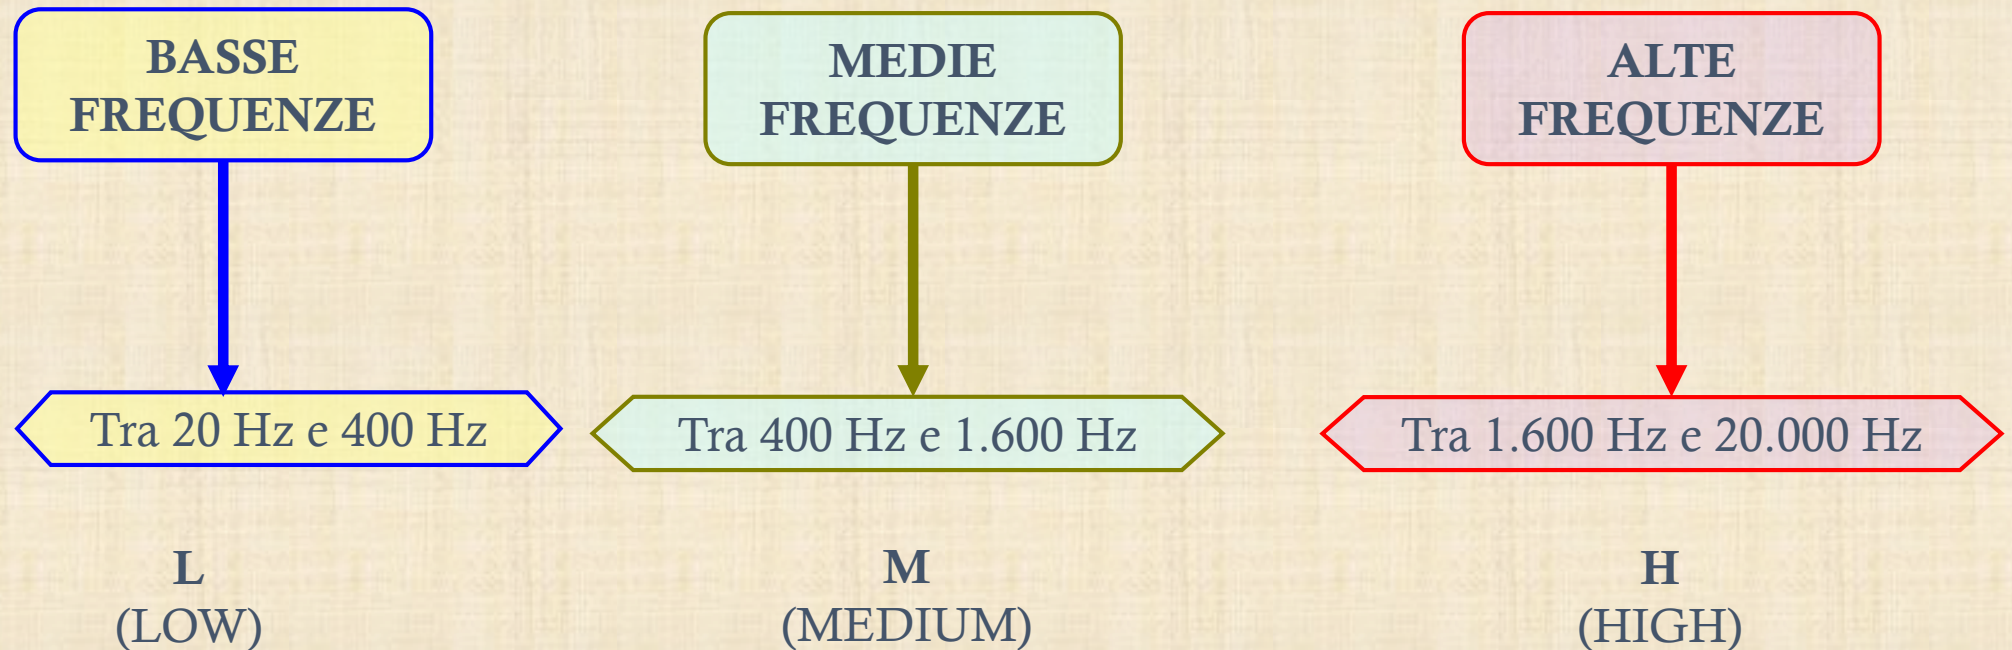 BASSE
FREQUENZE
MEDIE
FREQUENZE
ALTE
FREQUENZE
Tra 20 Hz e 400 Hz
Tra 400 Hz e 1.600 Hz
Tra 1.600 Hz e 20.000 Hz
L
(LOW)
M
(MEDIUM)
H
(HIGH)